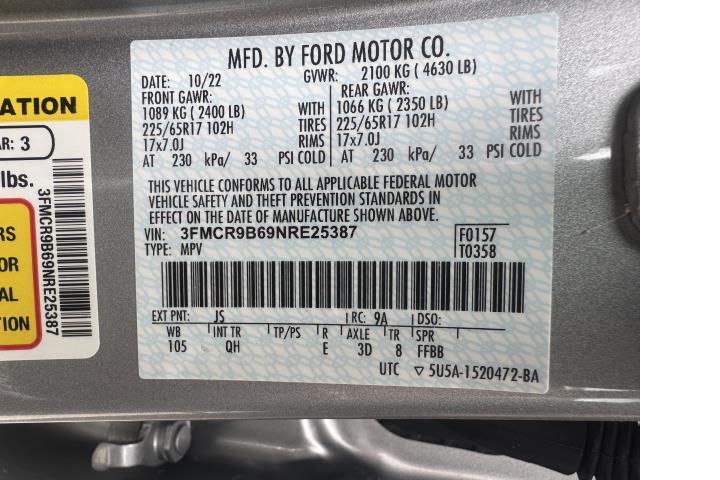 MFD. BY FORD MOTOR CO.
DATE: 10/22 GVWR: 2100 KG ( 4630 LB)
FRONT GAWR: REAR GAWR:
1089 KG ( 2400 LB) WITH 1066 KG ( 2350 LB) WITH
225/65R17 102H TIRES 225/65R17 102H TIRES
17x7.0J RIMS 17x7.0J RIMS
AT 230 kPa/ 33 PSI COLD AT 230 kPa/ 33 PSI COLD
THIS VEHICLE CONFORMS TO ALL APPLICABLE FEDERAL MOTOR
VEHICLE SAFETY AND THEFT PREVENTION STANDARDS IN
EFFECT ON THE DATE OF MANUFACTURE SHOWN ABOVE.
VIN: 3FMCR9B69NRE25387 F0157
TYPE: MPV T0358
EXT PNT: JS RC: 9A DSO:
WB INT TR TP/PS R AXLE TR SPR
105 QH E 3D 8 FFBB
UTC ▽ 5U5A-1520472-BA
ATION
AR: 3
lbs.
RS
OR
AL
TION
3FMCR9B69NRE25387